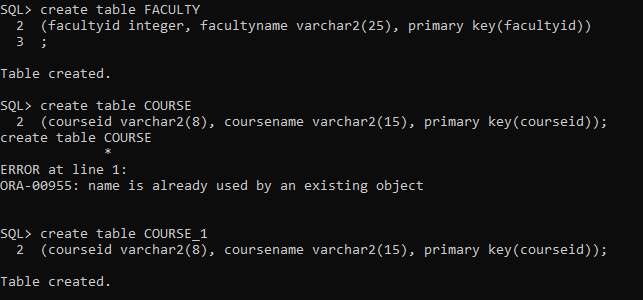 SQL> create table FACULTY
  2  (facultyid integer, facultyname varchar2(25), primary key(facultyid))
  3  ;
Table created.
SQL> create table COURSE
  2  (courseid varchar2(8), coursename varchar2(15), primary key(courseid));
create table COURSE
             *
ERROR at line 1:
ORA-00955: name is already used by an existing object
SQL> create table COURSE_1
  2  (courseid varchar2(8), coursename varchar2(15), primary key(courseid));
Table created.